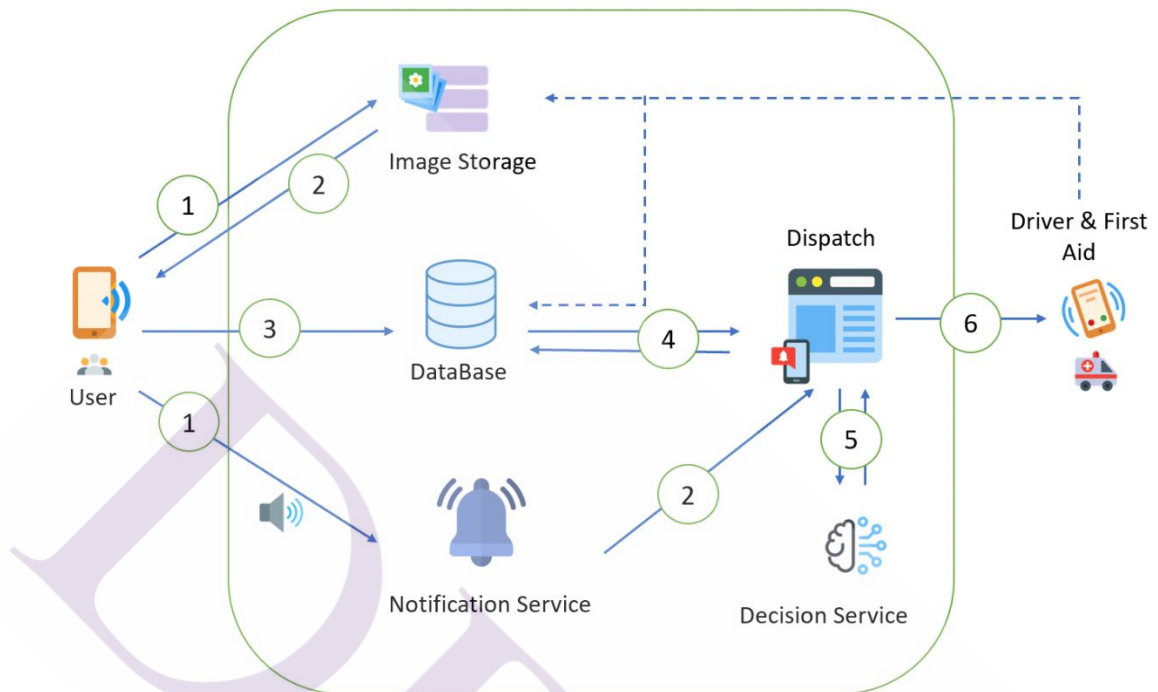 Image Storage
1
2
Driver & First
Aid
Dispatch
3
4
6
DataBase
User
1
5
2
Notification Service
Decision Service